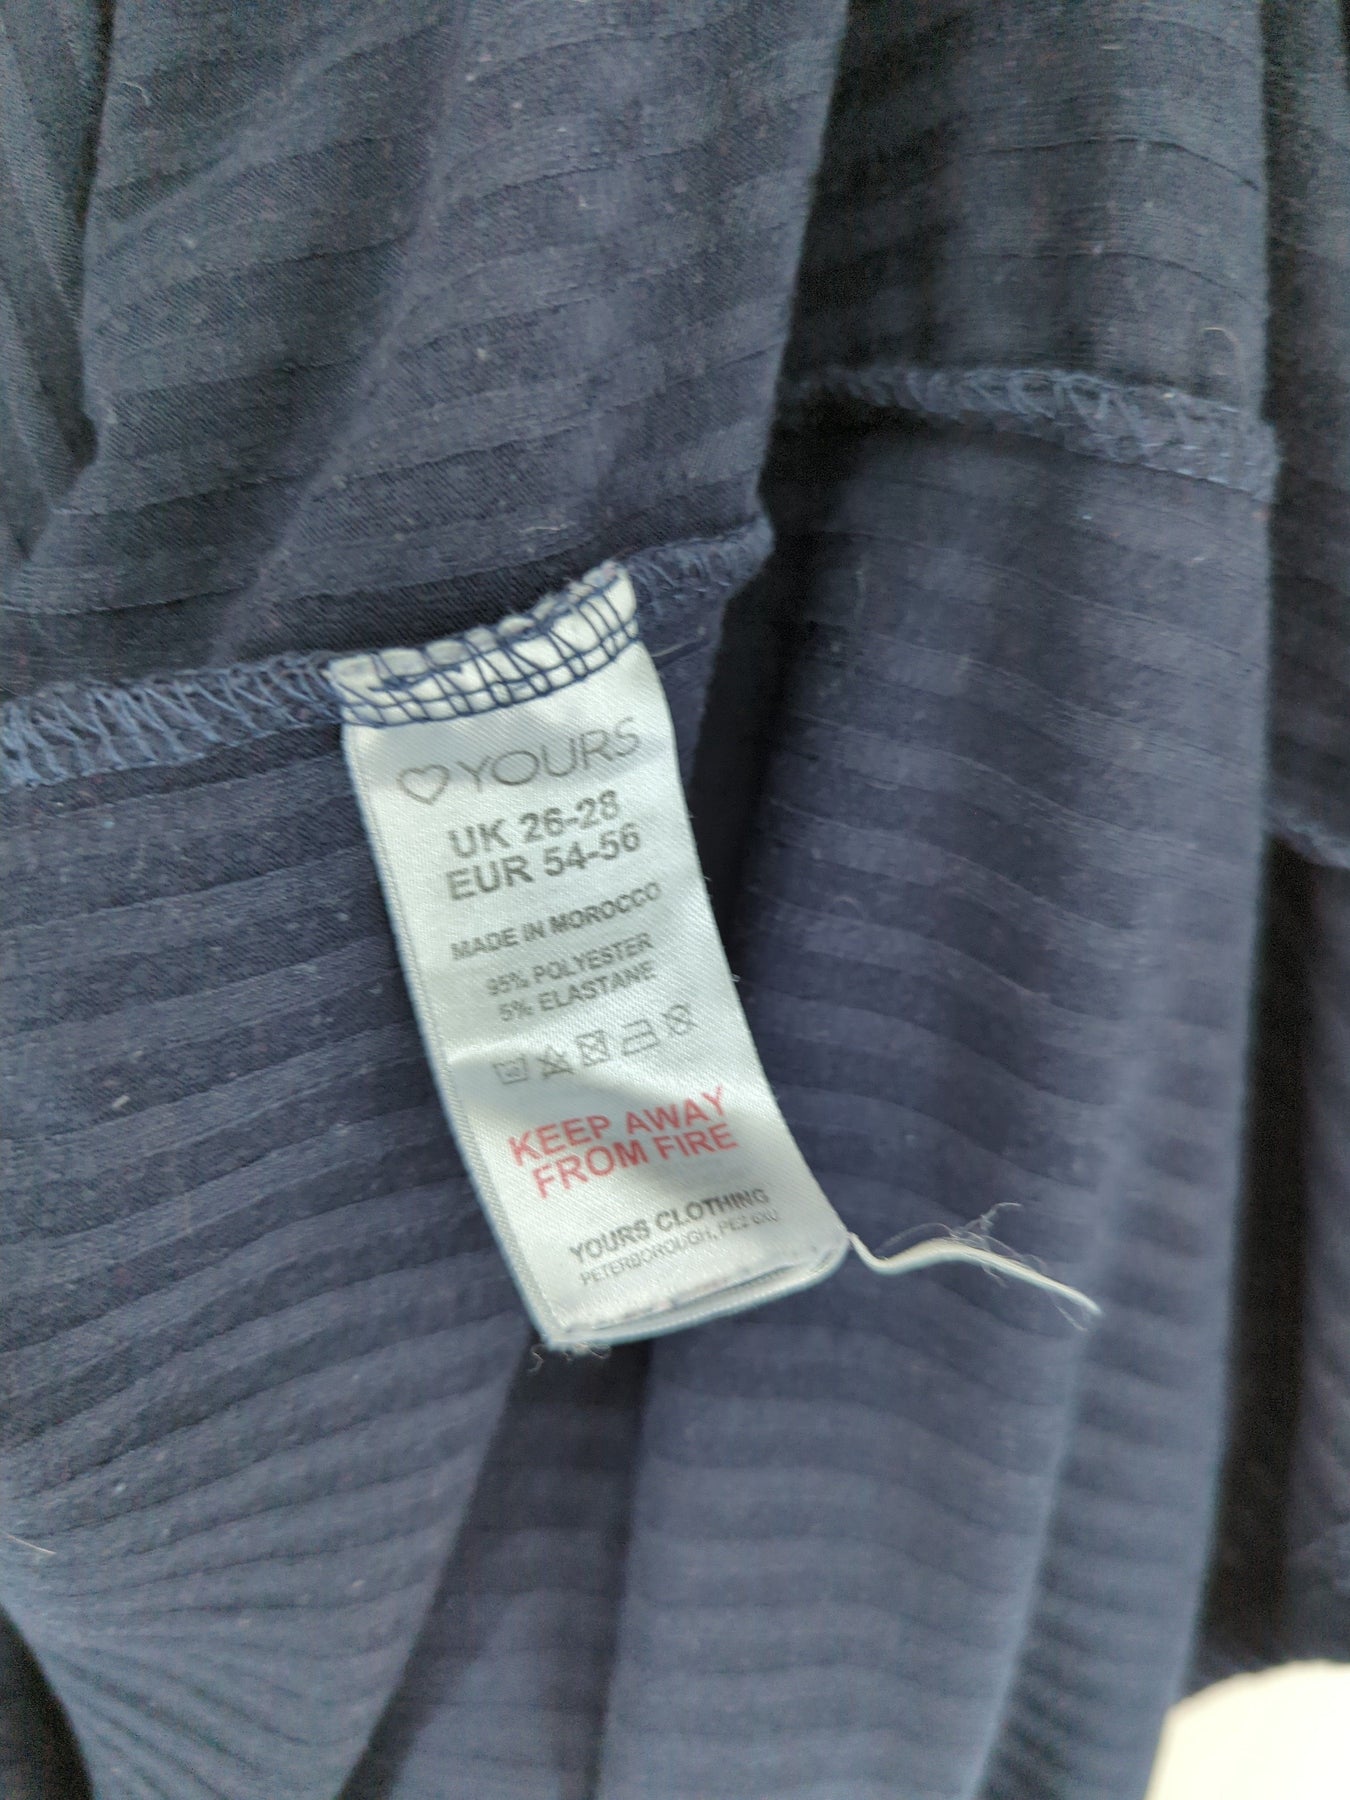 YOURS
UK 26-28
EUR 54-56
MADE IN MOROCCO
95% POLYESTER
5% ELASTANE
KEEP AWAY
FROM FIRE
YOURS CLOTHING
PETERBOROUGH, PE2